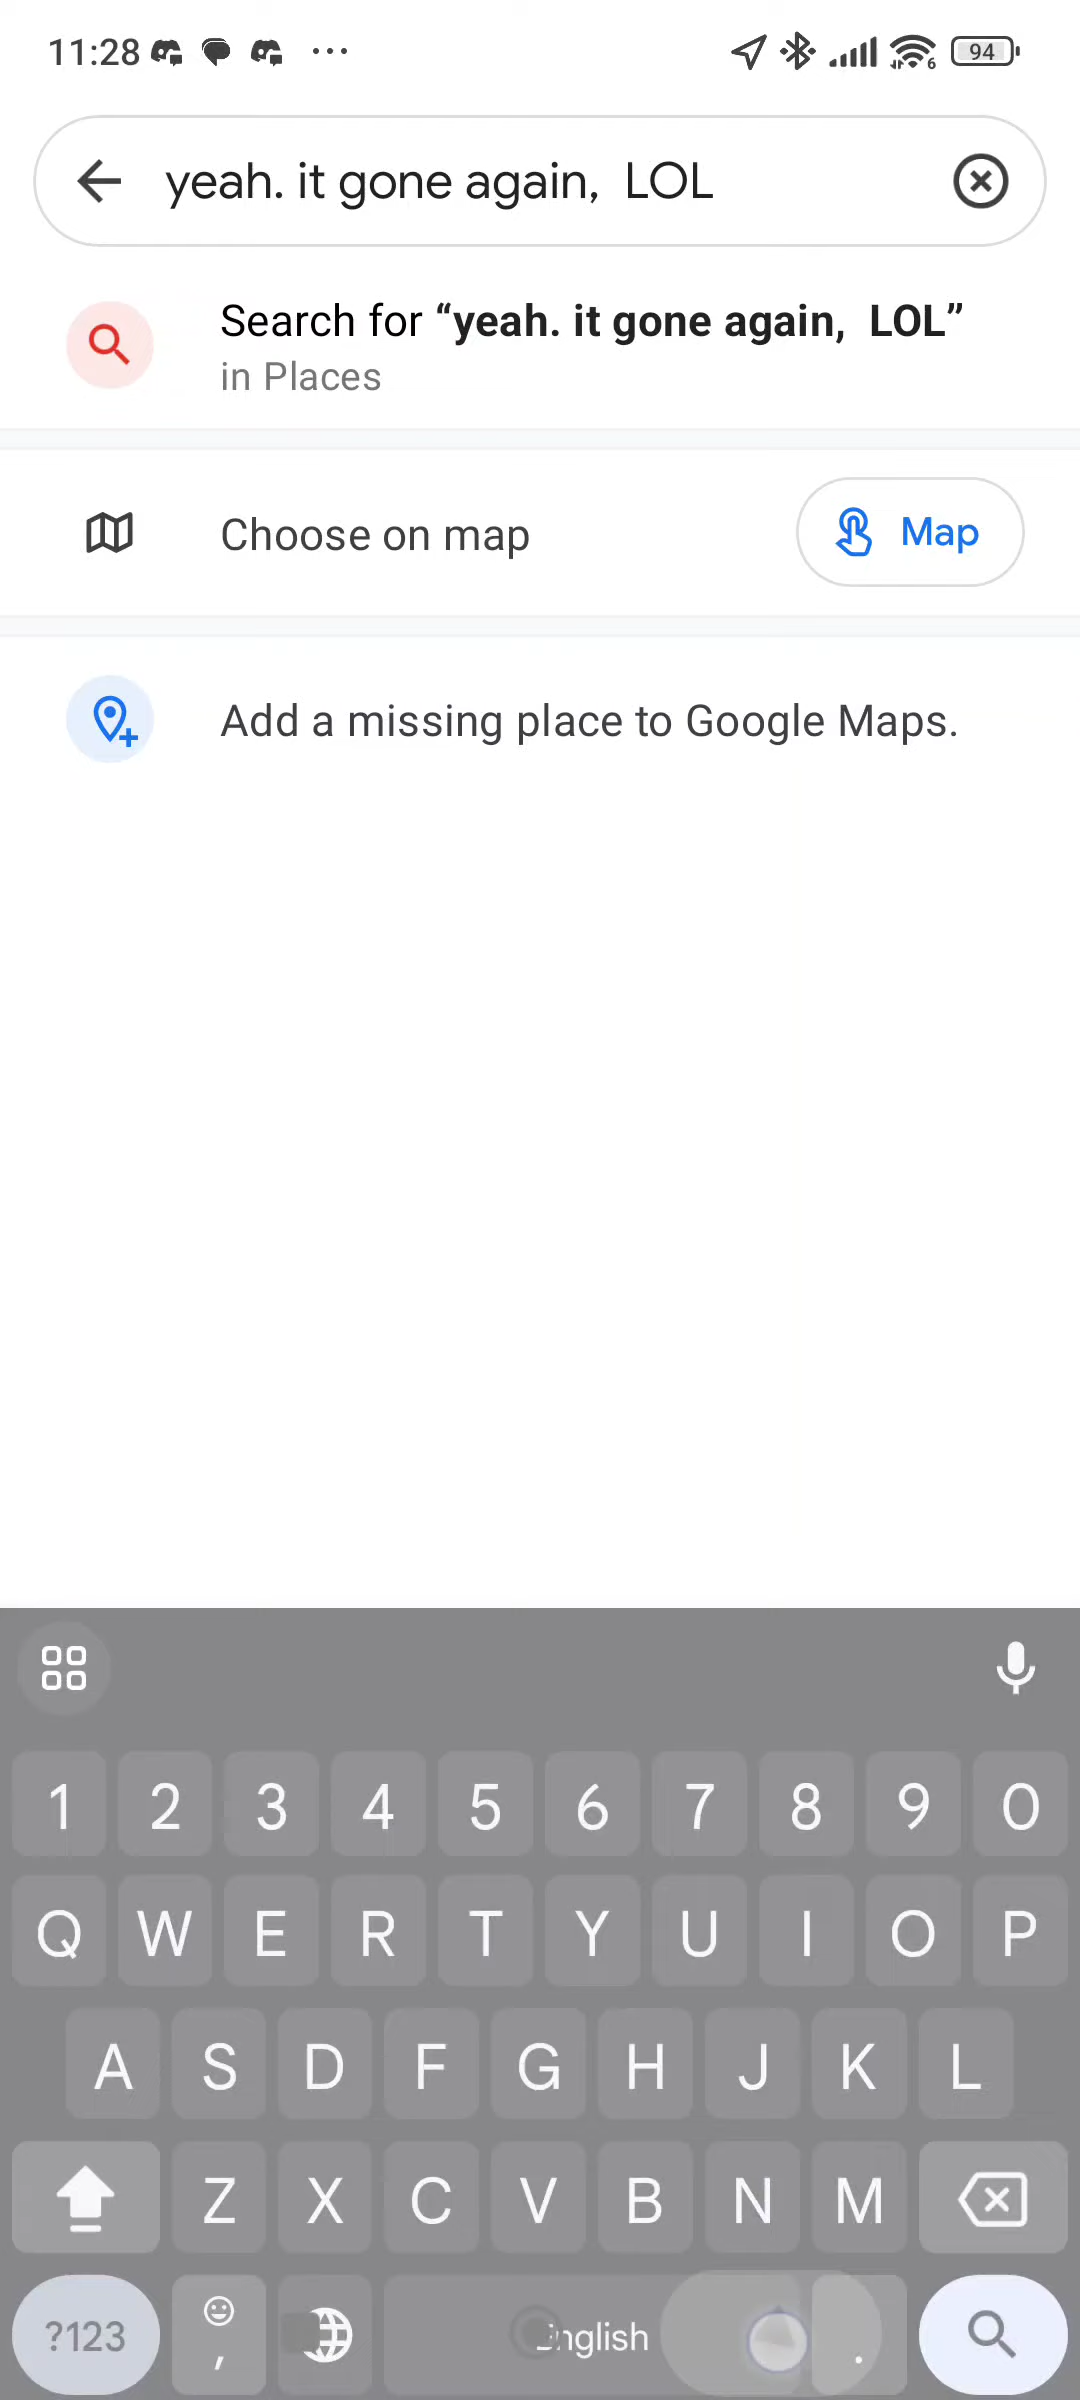 11:28
94
yeah. it gone again,  LOL
Search for “yeah. it gone again,  LOL”
in Places
Choose on map
Map
Add a missing place to Google Maps.
1 2 3 4 5 6 7 8 9 0
Q W E R T Y U I O P
A S D F G H J K L
Z X C V B N M
?123 , English .